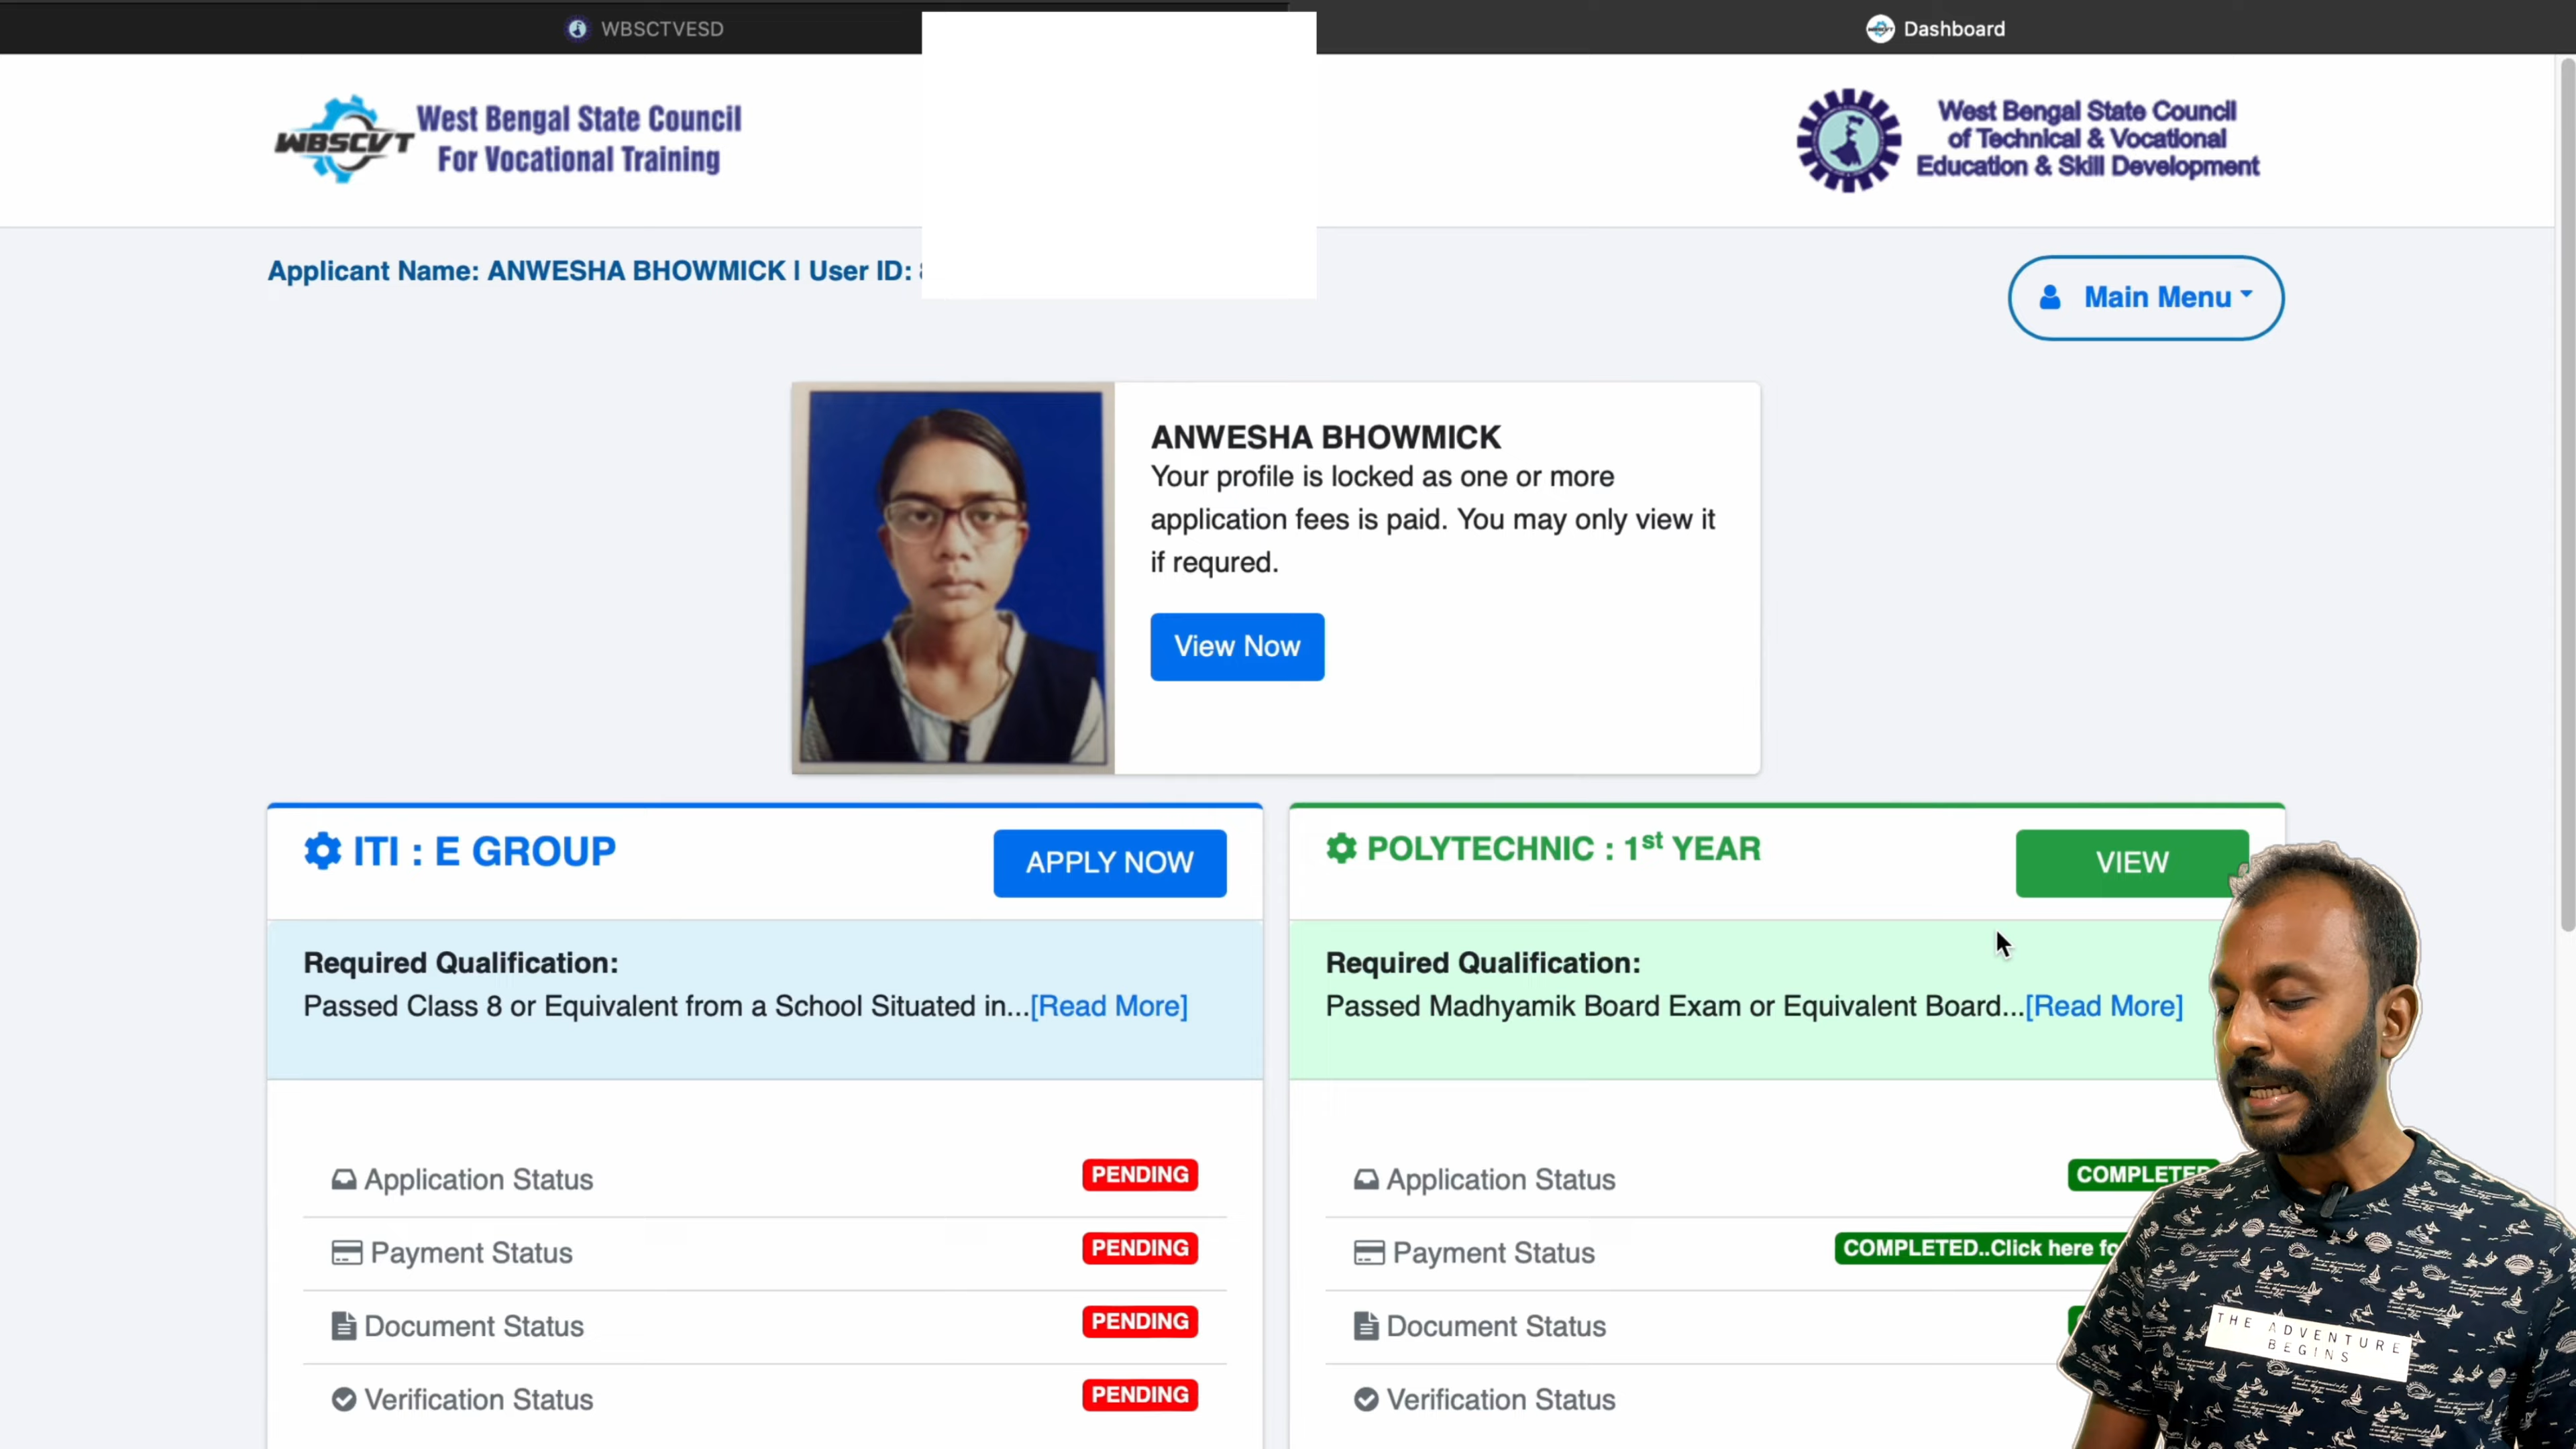 WBSCTVESD
Dashboard
WBSCVT
West Bengal State Council
For Vocational Training
West Bengal State Council
of Technical & Vocational
Education & Skill Development
Applicant Name: ANWESHA BHOWMICK | User ID:
Main Menu
ANWESHA BHOWMICK
Your profile is locked as one or more
application fees is paid. You may only view it
if requred.
View Now
ITI : E GROUP
APPLY NOW
Required Qualification:
Passed Class 8 or Equivalent from a School Situated in...[Read More]
Application Status PENDING
Payment Status PENDING
Document Status PENDING
Verification Status PENDING
POLYTECHNIC : 1st YEAR
VIEW
Required Qualification:
Passed Madhyamik Board Exam or Equivalent Board...[Read More]
Application Status COMPLETED
Payment Status COMPLETED..Click here
Document Status
Verification Status
THE ADVENTURE
BEGINS